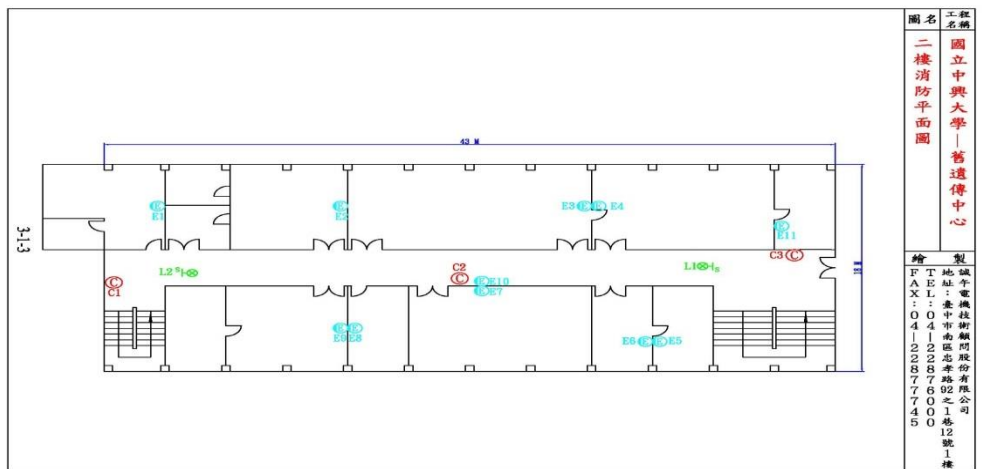 工程名稱
國立中興大學—舊遺傳中心
圖名
二樓消防平面圖
繪製
誠午電機技術顧問股份有限公司
地址:臺中市南區忠孝路92之1巷12號1樓
TEL:04-22876000
FAX:04-22877745
43 M
18 M
3-1-3
E1
E2
E3
E4
E11
C3
L2 S
C1
C2
E10
E7
L1 S
E9
E8
E6
E5